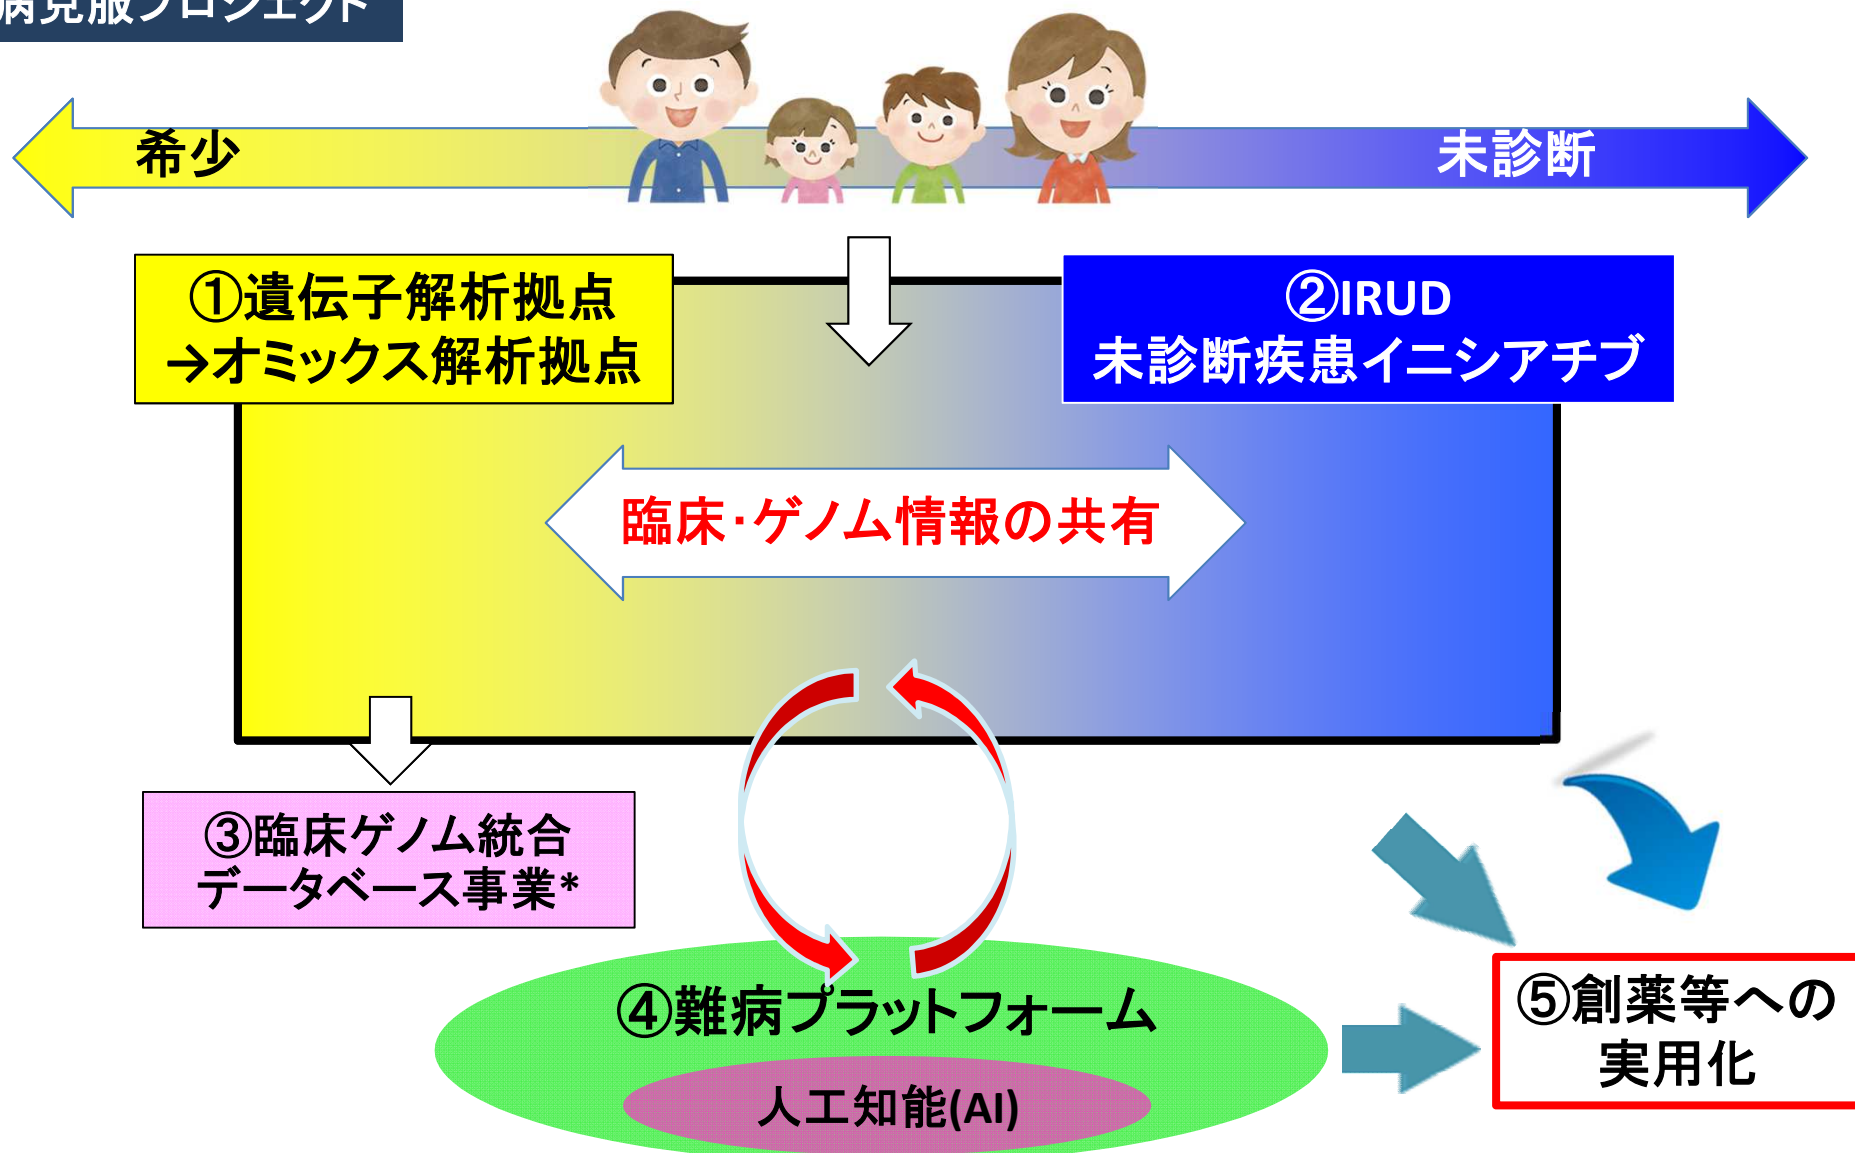 病克服プロジェクト
希少
未診断
①遺伝子解析拠点
→オミックス解析拠点
②IRUD
未診断疾患イニシアチブ
臨床・ゲノム情報の共有
③臨床ゲノム統合
データベース事業*
④難病プラットフォーム
人工知能(AI)
⑤創薬等への
実用化